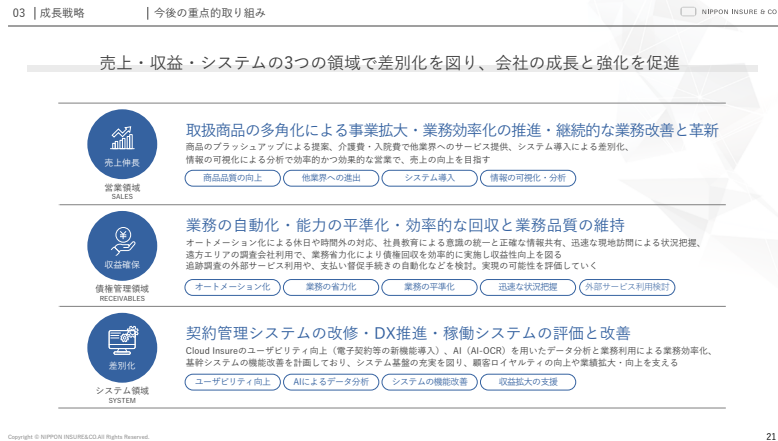 03 成長戦略 今後の重点的取り組み NIPPON INSURE & CO
売上・収益・システムの3つの領域で差別化を図り、会社の成長と強化を促進
売上伸長
営業領域
SALES
取扱商品の多角化による事業拡大・業務効率化の推進・継続的な業務改善と革新
商品のブラッシュアップによる提案、介護費・入院費で他業界へのサービス提供、システム導入による差別化、
情報の可視化による分析で効率的かつ効果的な営業で、売上の向上を目指す
商品品質の向上 他業界への進出 システム導入 情報の可視化・分析
収益確保
債権管理領域
RECEIVABLES
業務の自動化・能力の平準化・効率的な回収と業務品質の維持
オートメーション化による休日や時間外の対応、社員教育による意識の統一と正確な情報共有、迅速な現地訪問による状況把握、
遠方エリアの調査会社利用で、業務省力化により債権回収を効率的に実施し収益性向上を図る
追跡調査の外部サービス利用や、支払い督促手続きの自動化などを検討。実現の可能性を評価していく
オートメーション化 業務の省力化 業務の平準化 迅速な状況把握 外部サービス利用検討
差別化
システム領域
SYSTEM
契約管理システムの改修・DX推進・稼働システムの評価と改善
Cloud Insureのユーザビリティ向上（電子契約等の新機能導入）、AI（AI-OCR）を用いたデータ分析と業務利用による業務効率化、
基幹システムの機能改善を計画しており、システム基盤の充実を図り、顧客ロイヤルティの向上や業績拡大・向上を支える
ユーザビリティ向上 AIによるデータ分析 システムの機能改善 収益拡大の支援
Copyright © NIPPON INSURE&CO.All Rights Reserved.
21